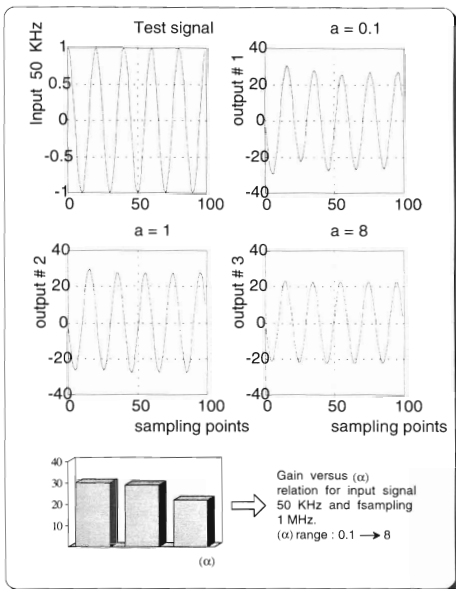 Test signal
a = 0.1
Input 50 KHz
1
0.5
0
-0.5
-1
0
50
100
output # 1
40
20
0
-20
-40
0
50
100
points
points
a = 1
a = 8
output # 2
40
20
0
-20
-40
0
50
100
sampling points
output # 3
40
20
0
-20
-40
0
50
100
sampling points
40
30
20
10
(α)
Gain versus (α)
relation for input signal
50 KHz and fsampling
1 MHz.
(α) range : 0.1 → 8